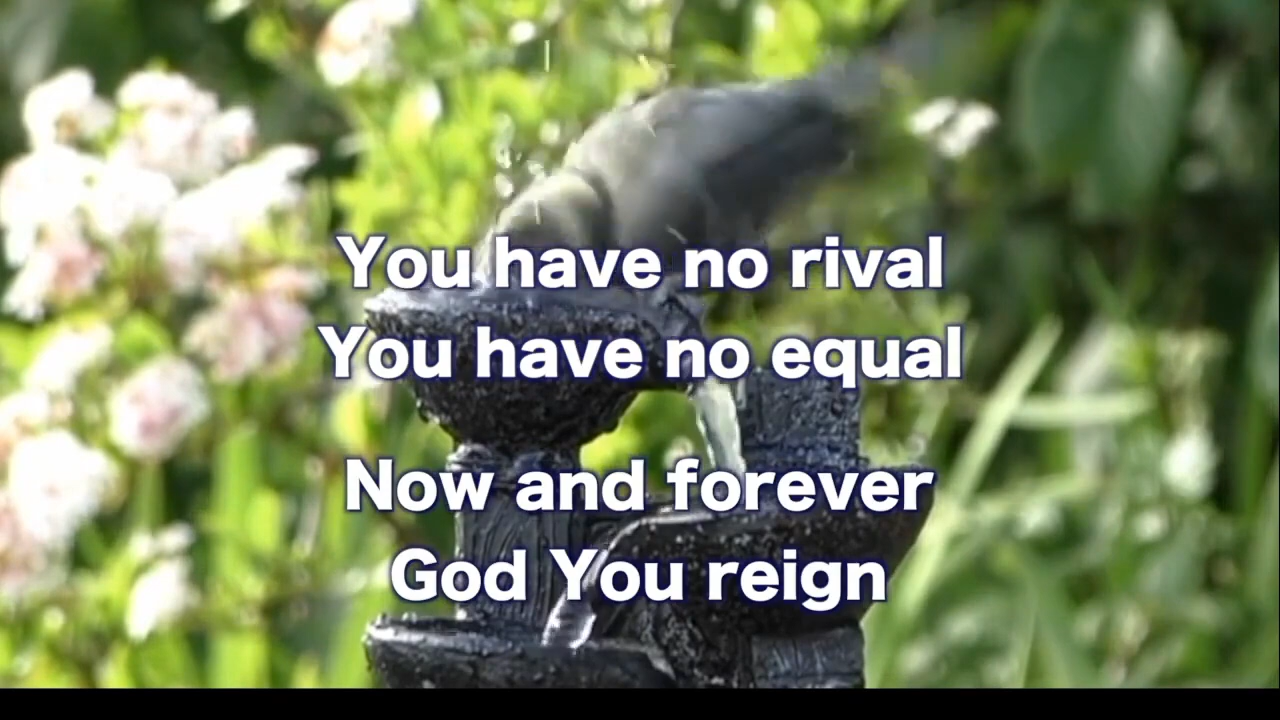 You have no rival
You have no equal
Now and forever
God You reign